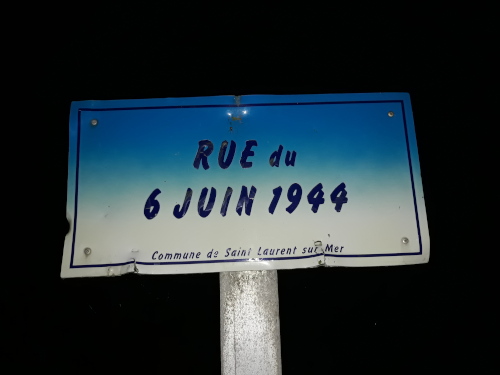 RUE du
6 JUIN 1944
Commune de Saint Laurent sur Mer